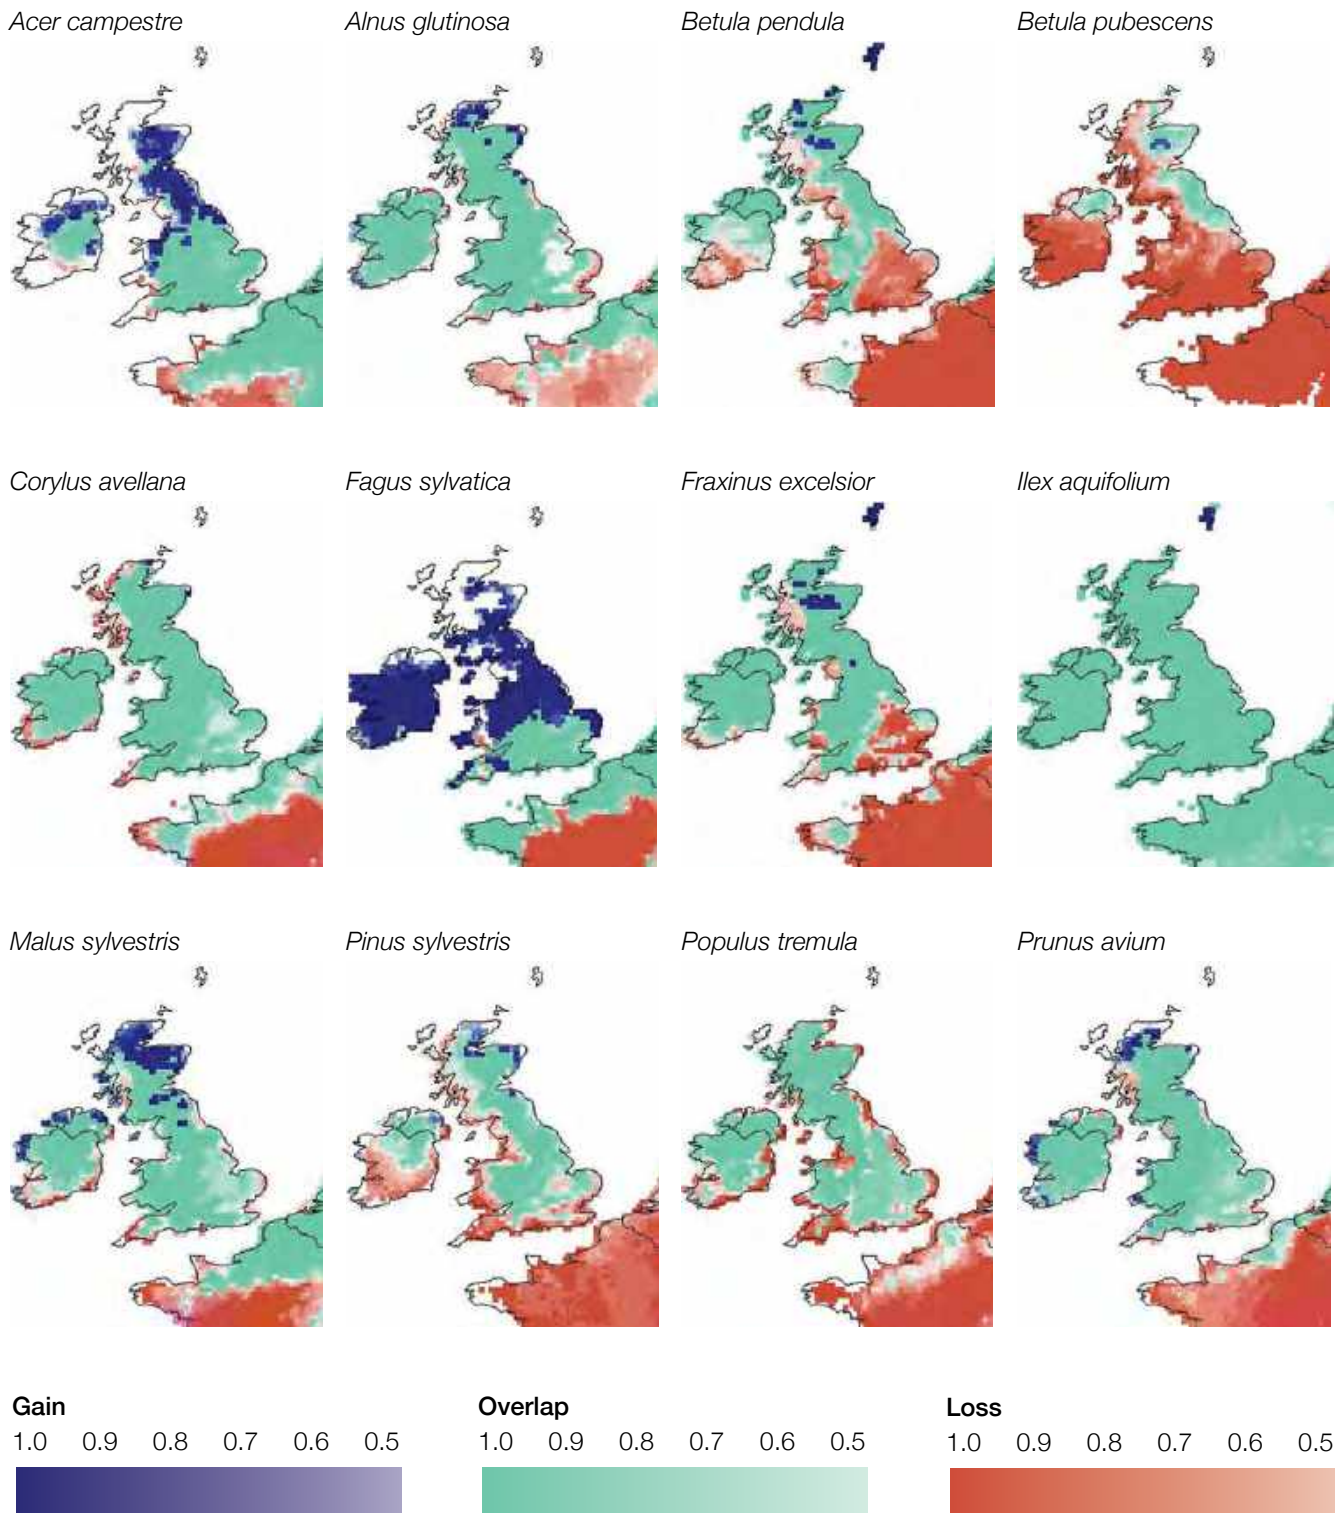 Acer campestre
Alnus glutinosa
Betula pendula
Betula pubescens
Corylus avellana
Fagus sylvatica
Fraxinus excelsior
Ilex aquifolium
Malus sylvestris
Pinus sylvestris
Populus tremula
Prunus avium
Gain
1.0 0.9 0.8 0.7 0.6 0.5
Overlap
1.0 0.9 0.8 0.7 0.6 0.5
Loss
1.0 0.9 0.8 0.7 0.6 0.5